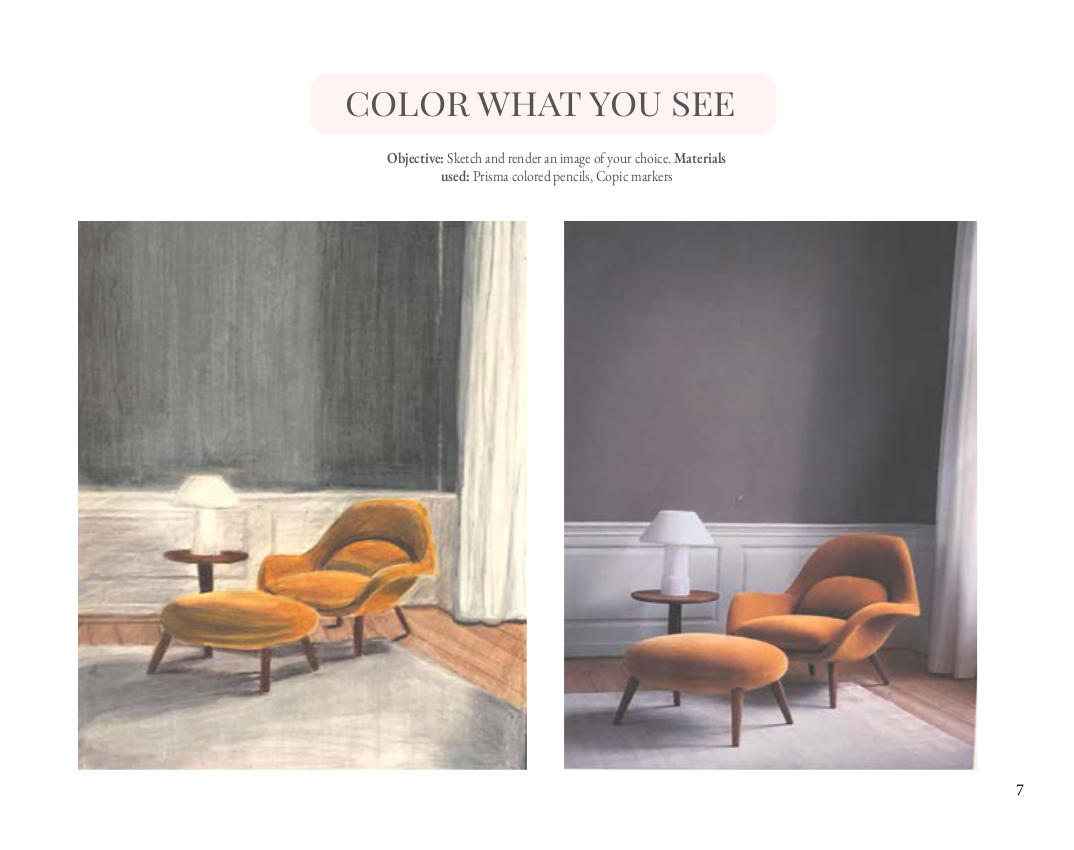 COLOR WHAT YOU SEE
Objective: Sketch and render an image of your choice. Materials
used: Prisma colored pencils, Copic markers
7